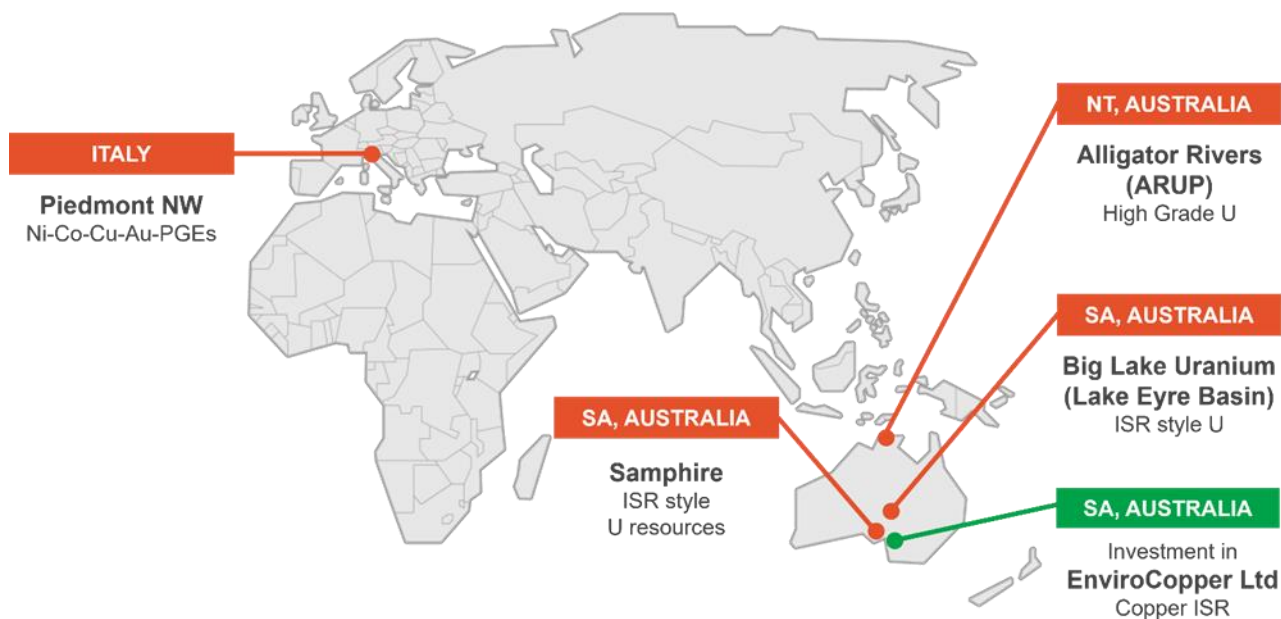 ITALY
Piedmont NW
Ni-Co-Cu-Au-PGEs
SA, AUSTRALIA
Samphire
ISR style
U resources
NT, AUSTRALIA
Alligator Rivers
(ARUP)
High Grade U
SA, AUSTRALIA
Big Lake Uranium
(Lake Eyre Basin)
ISR style U
SA, AUSTRALIA
Investment in
EnviroCopper Ltd
Copper ISR